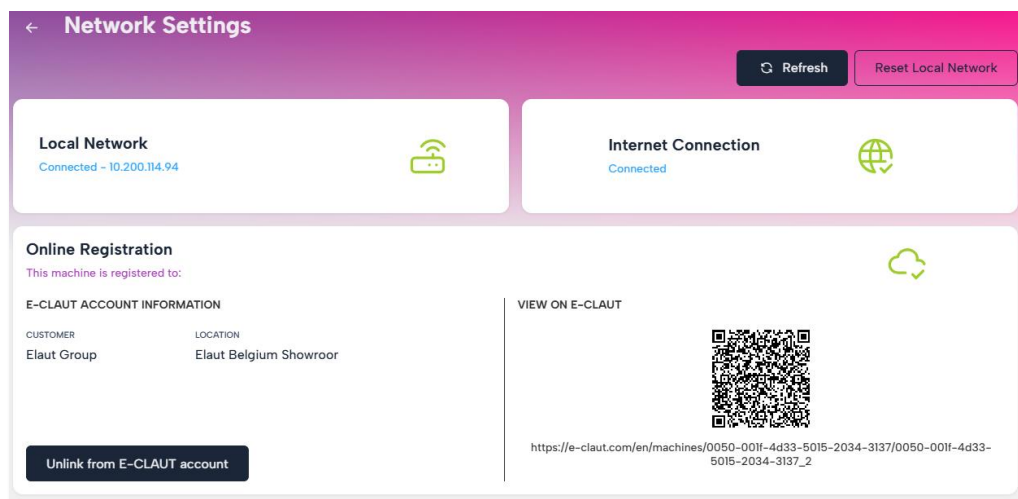 Network Settings
Refresh
Reset Local Network
Local Network
Connected - 10.200.114.94
Internet Connection
Connected
Online Registration
This machine is registered to:
E-CLAUT ACCOUNT INFORMATION
CUSTOMER
LOCATION
Elaut Group
Elaut Belgium Showroor
Unlink from E-CLAUT account
VIEW ON E-CLAUT
https://e-claut.com/en/machines/0050-001f-4d33-5015-2034-3137/0050-001f-4d33-
5015-2034-3137_2